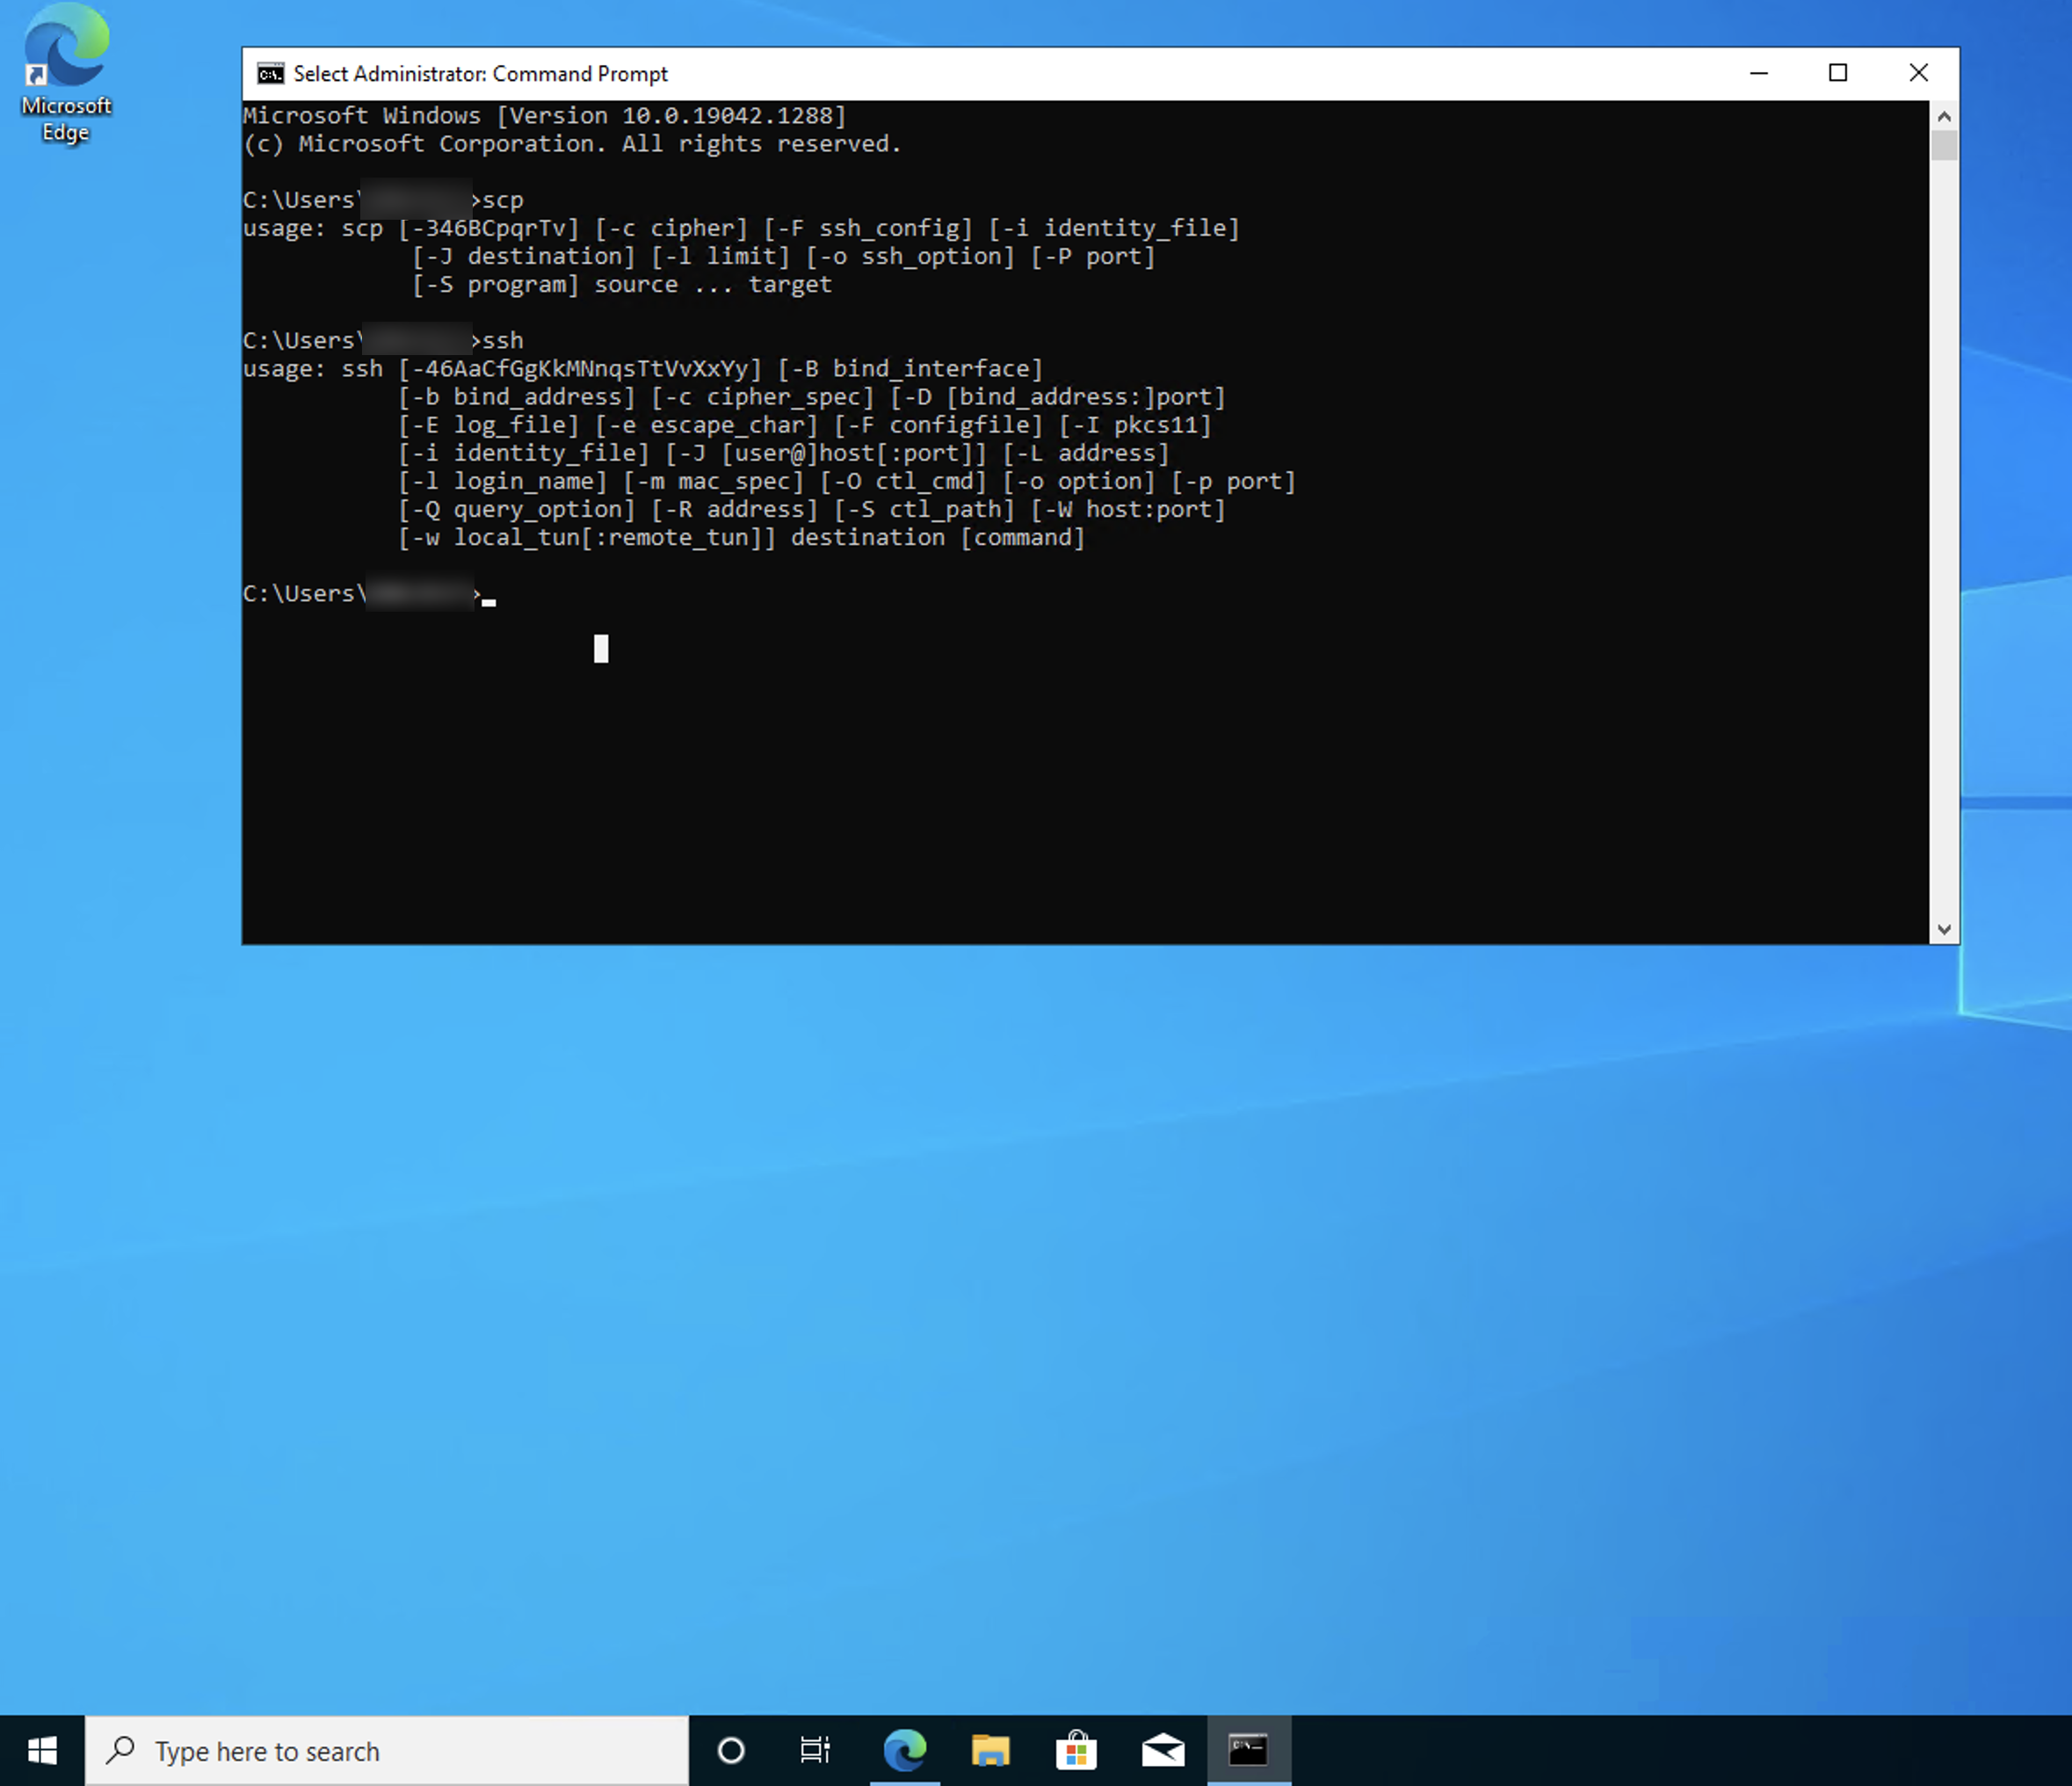 Microsoft
Edge
Select Administrator: Command Prompt
Microsoft Windows [Version 10.0.19042.1288]
(c) Microsoft Corporation. All rights reserved.
C:\Users\>scp
usage: scp [-346BCpqrTv] [-c cipher] [-F ssh_config] [-i identity_file]
[-J destination] [-l limit] [-o ssh_option] [-P port]
[-S program] source ... target
C:\Users\>ssh
usage: ssh [-46AaCfGgKkMNnqsTtVvXxYy] [-B bind_interface]
[-b bind_address] [-c cipher_spec] [-D [bind_address:]port]
[-E log_file] [-e escape_char] [-F configfile] [-I pkcs11]
[-i identity_file] [-J [user@]host[:port]] [-L address]
[-l login_name] [-m mac_spec] [-O ctl_cmd] [-o option] [-p port]
[-Q query_option] [-R address] [-S ctl_path] [-W host:port]
[-w local_tun[:remote_tun]] destination [command]
C:\Users\>
Type here to search